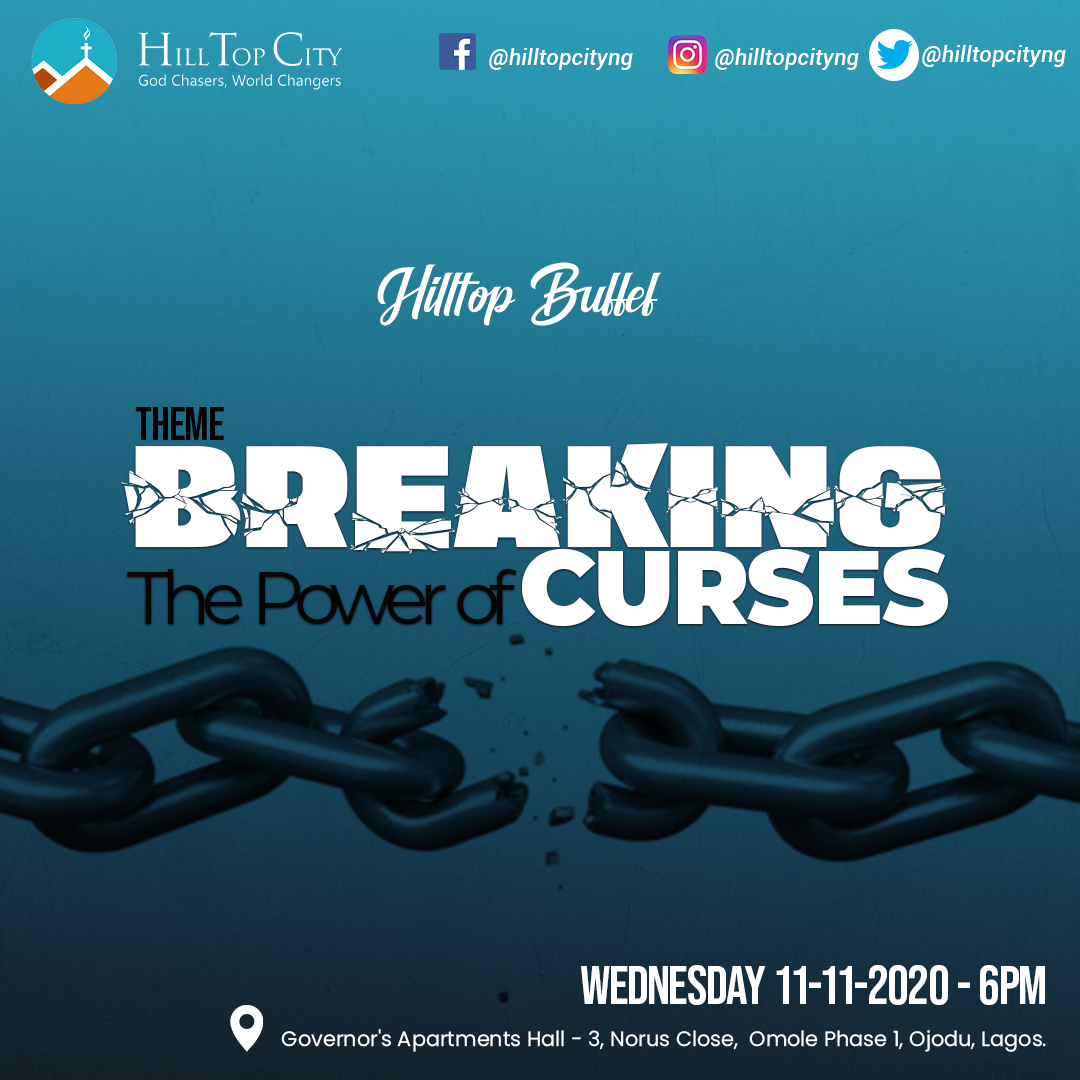 HILLTOP CITY
God Chasers, World Changers
@hilltopcityng
@hilltopcityng
@hilltopcityng
Hilltop Buffet
THEME
BREAKING
The Power of CURSES
WEDNESDAY 11-11-2020 - 6PM
Governor's Apartments Hall - 3, Norus Close, Omole Phase 1, Ojodu, Lagos.